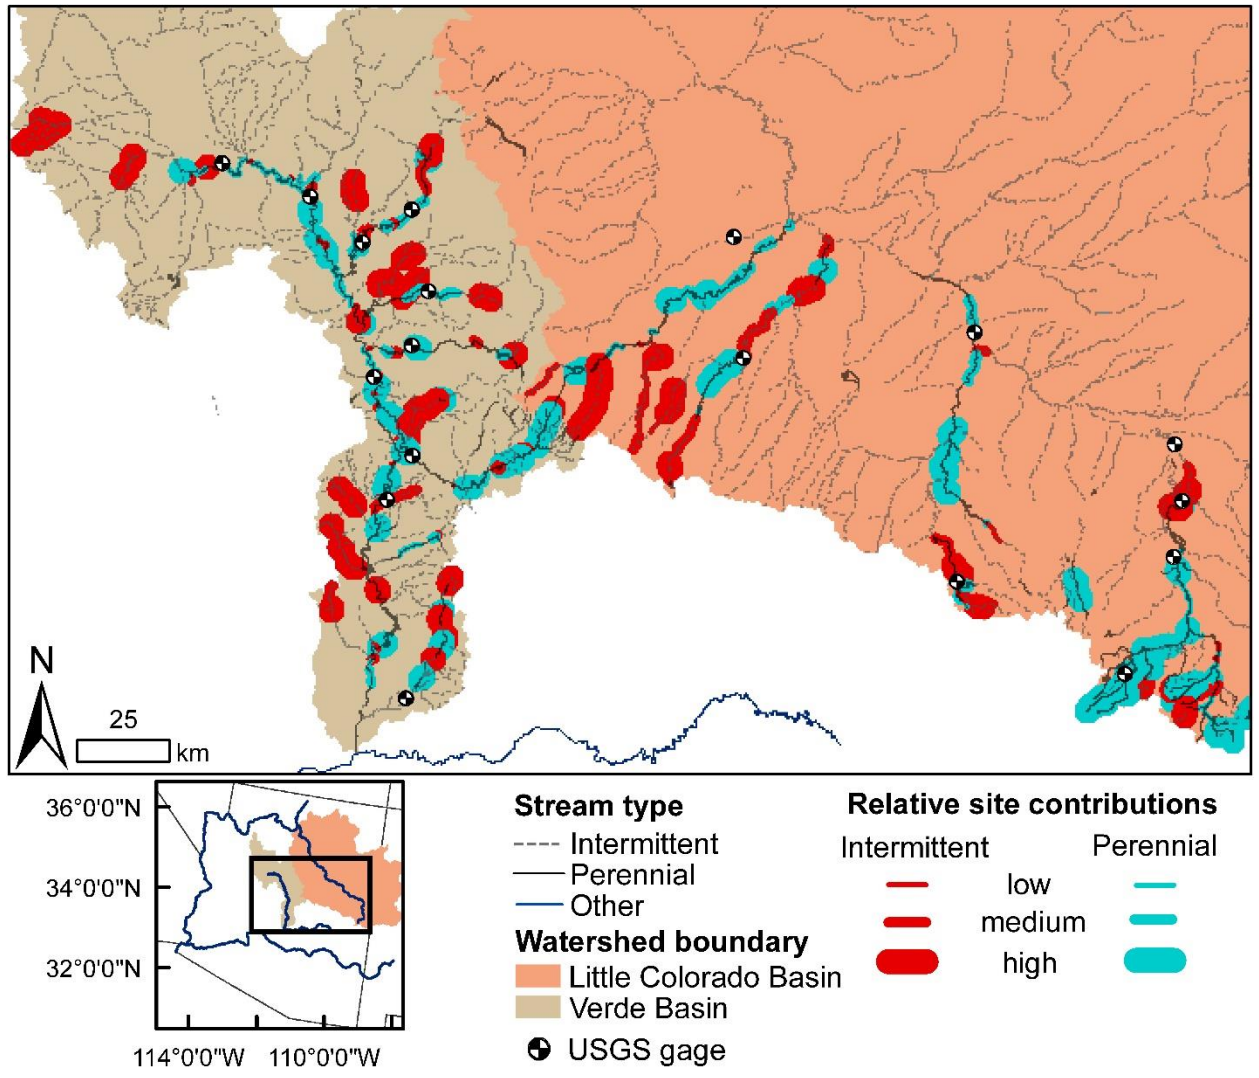 N
25
km
36°0'0"N
34°0'0"N
32°0'0"N
114°0'0"W 110°0'0"W
Stream type
Intermittent
Perennial
Other
Watershed boundary
Little Colorado Basin
Verde Basin
USGS gage
Relative site contributions
Intermittent Perennial
low
medium
high